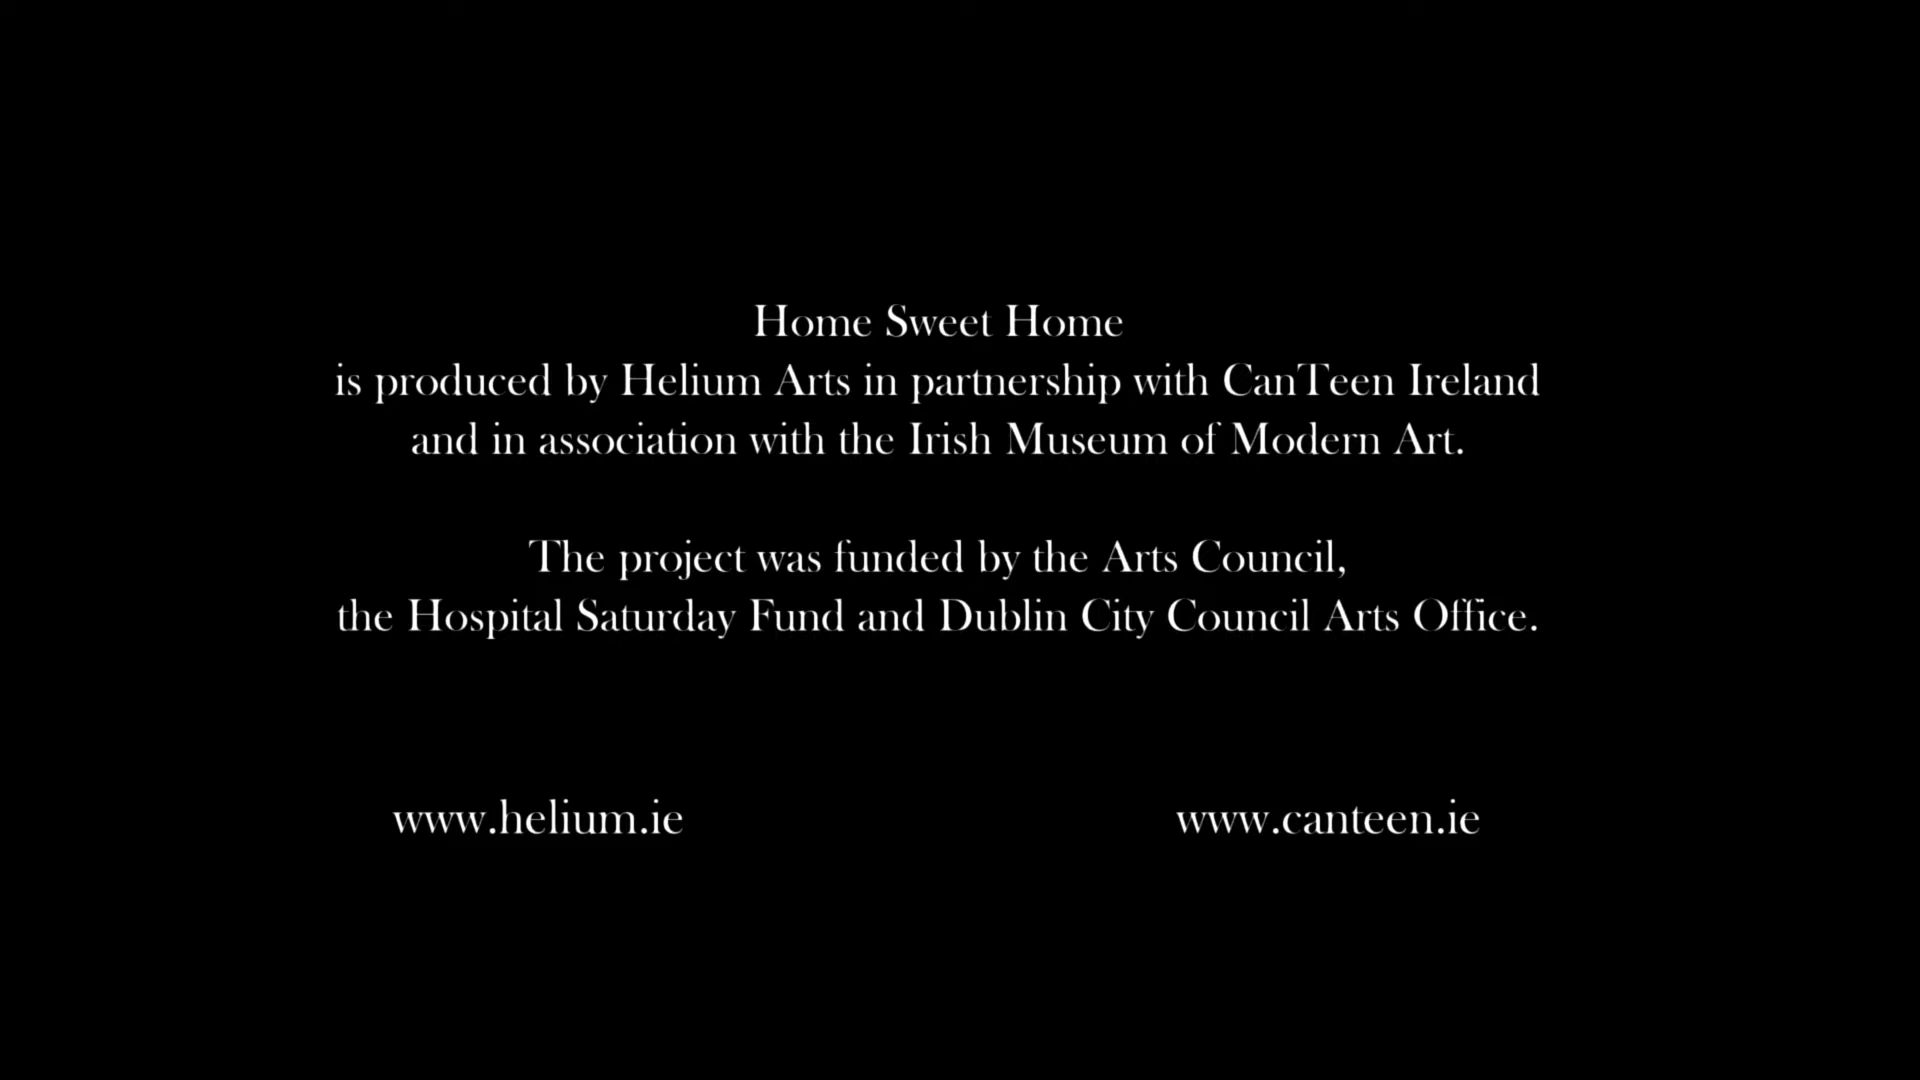 Home Sweet Home
is produced by Helium Arts in partnership with CanTeen Ireland
and in association with the Irish Museum of Modern Art.
The project was funded by the Arts Council,
the Hospital Saturday Fund and Dublin City Council Arts Office.
www.helium.ie
www.canteen.ie